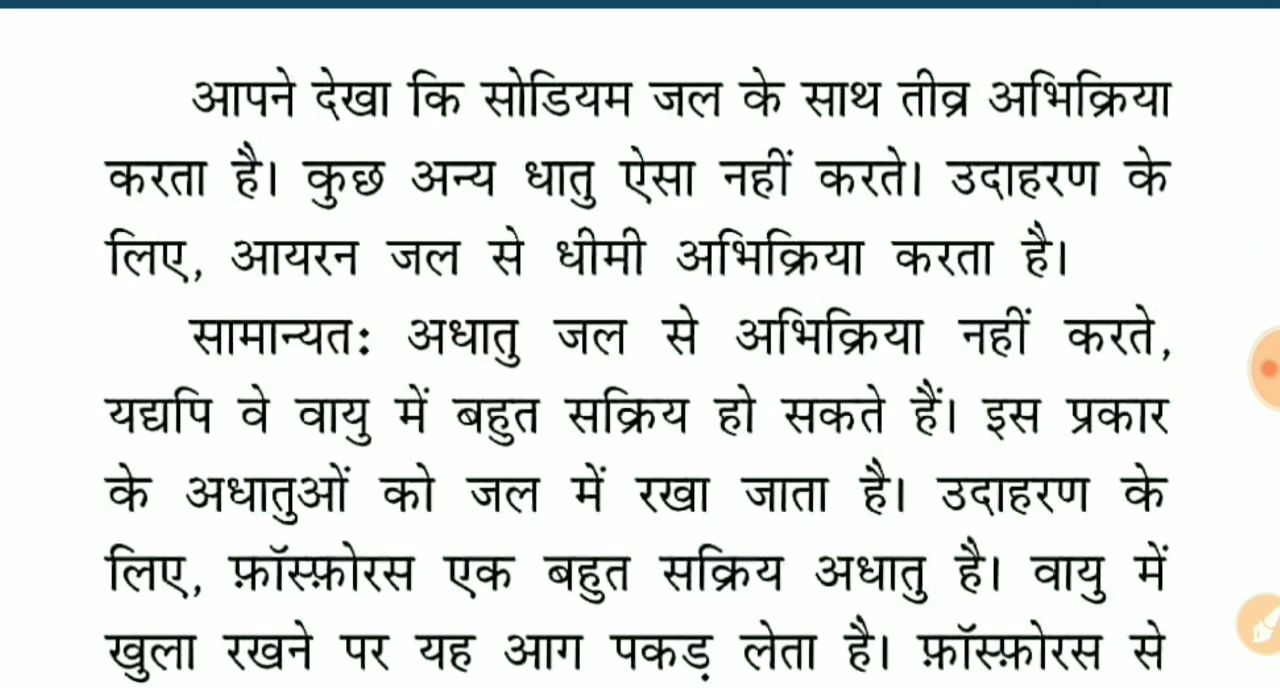 आपने देखा कि सोडियम जल के साथ तीव्र अभिक्रिया
करता है। कुछ अन्य धातु ऐसा नहीं करते। उदाहरण के
लिए, आयरन जल से धीमी अभिक्रिया करता है।
सामान्यतः अधातु जल से अभिक्रिया नहीं करते,
यद्यपि वे वायु में बहुत सक्रिय हो सकते हैं। इस प्रकार
के अधातुओं को जल में रखा जाता है। उदाहरण के
लिए, फ़ॉस्फ़ोरस एक बहुत सक्रिय अधातु है। वायु में
खुला रखने पर यह आग पकड़ लेता है। फ़ॉस्फ़ोरस से